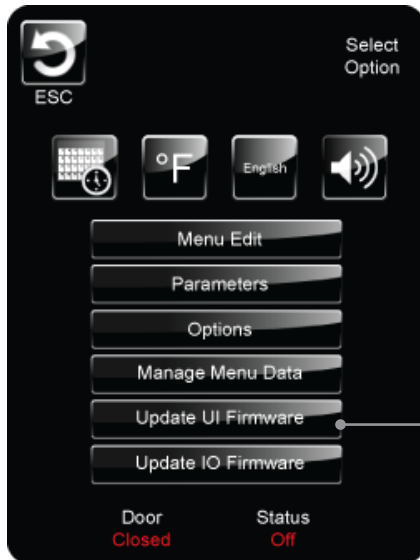 Select
Option
ESC
°F
English
Menu Edit
Parameters
Options
Manage Menu Data
Update UI Firmware
Update IO Firmware
Door Status
Closed Off